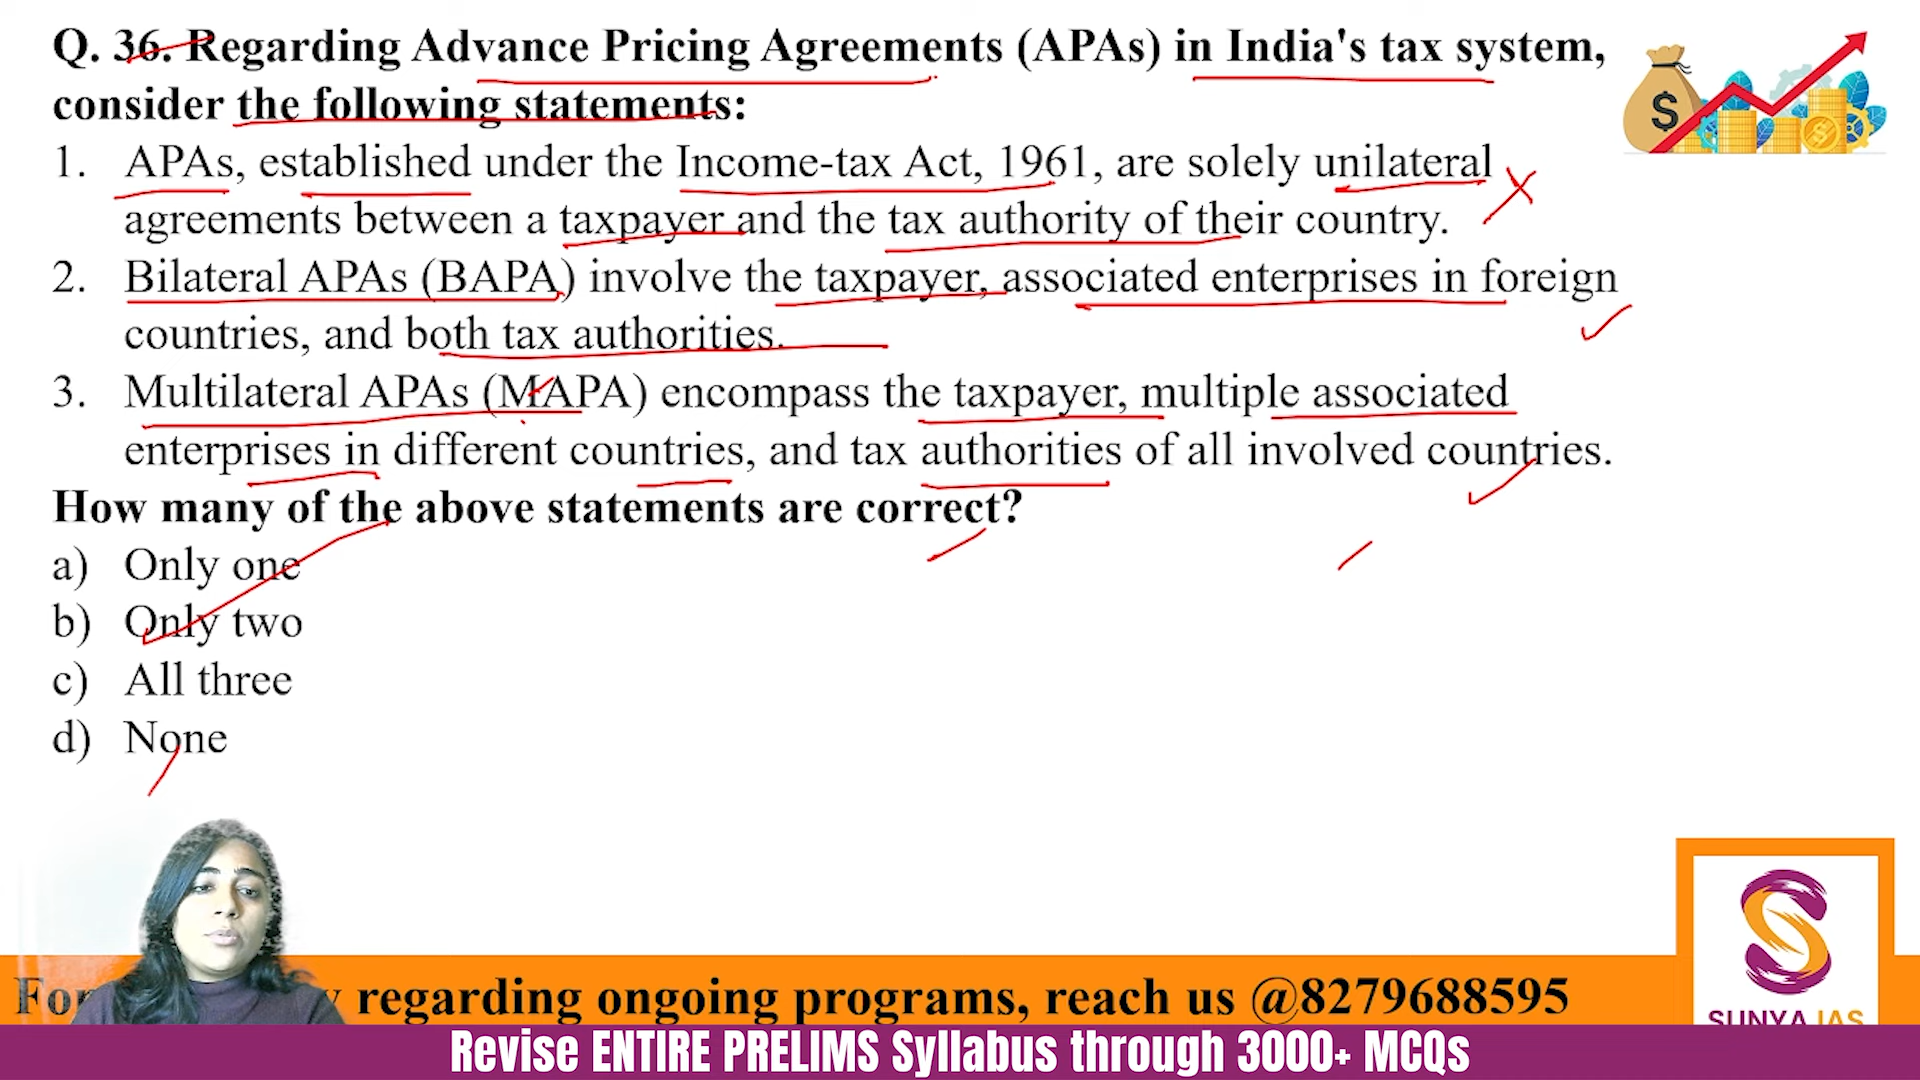 Q. 36. Regarding Advance Pricing Agreements (APAs) in India's tax system,
consider the following statements:
1. APAs, established under the Income-tax Act, 1961, are solely unilateral
agreements between a taxpayer and the tax authority of their country.
2. Bilateral APAs (BAPA) involve the taxpayer, associated enterprises in foreign
countries, and both tax authorities.
3. Multilateral APAs (MAPA) encompass the taxpayer, multiple associated
enterprises in different countries, and tax authorities of all involved countries.
How many of the above statements are correct?
a) Only one
b) Only two
c) All three
d) None
$
For regarding ongoing programs, reach us @8279688595
SUNYA IAS
Revise ENTIRE PRELIMS Syllabus through 3000+ MCQs